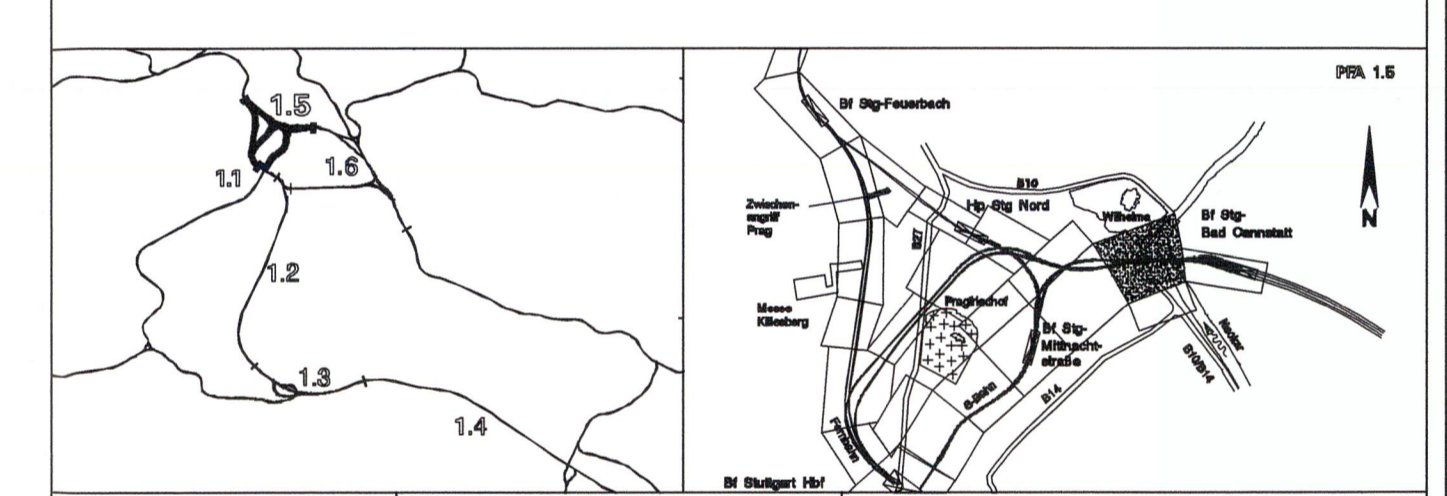 1.5
1.6
1.1
1.2
1.3
1.4
PFA 1.5
Bf Stg-Feuerbach
N
Zwischen-
angriff
Prag
B10
Hp Stg Nord
Wilhelma
Bf Stg-
Bad Cannstatt
B27
Messe
Killesberg
Pragfriedhof
Bf Stg-
Mittnacht-
straße
Neckar
B10/B14
S-Bahn
B14
Fernbahn
Bf Stuttgart Hbf